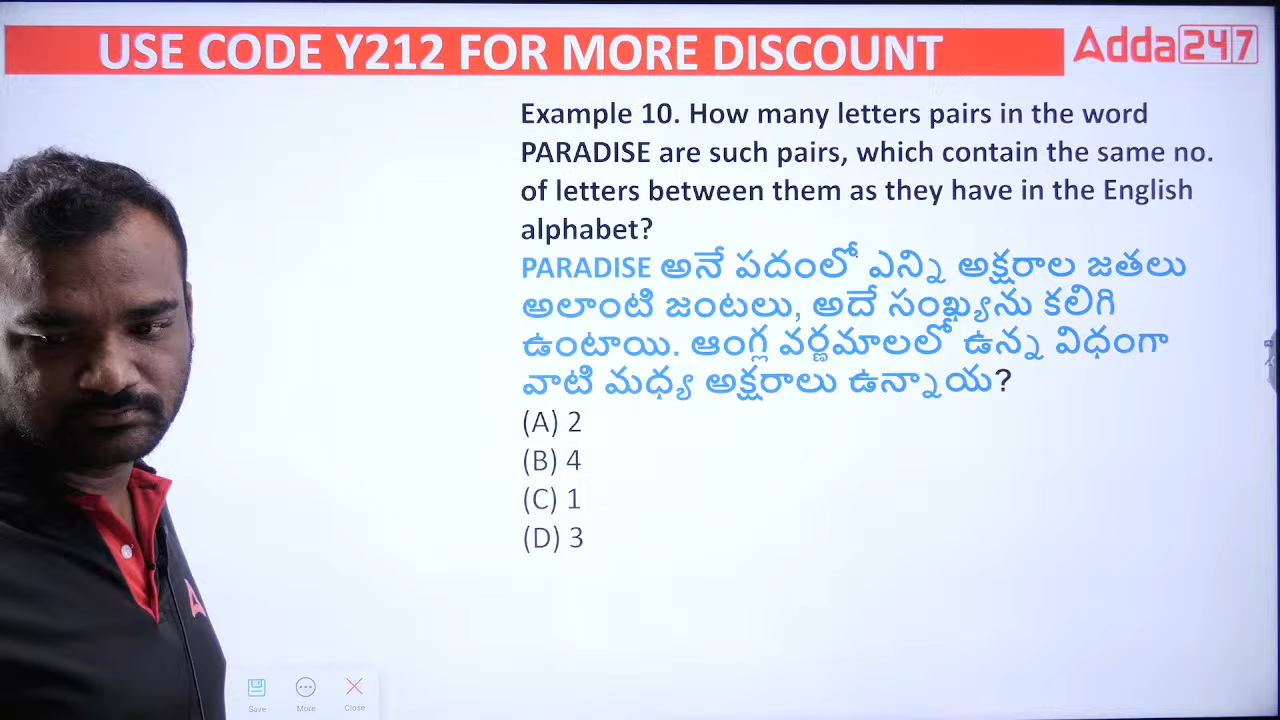 USE CODE Y212 FOR MORE DISCOUNT
Adda247
Example 10. How many letters pairs in the word
PARADISE are such pairs, which contain the same no.
of letters between them as they have in the English
alphabet?
PARADISE అనే పదంలో ఎన్ని అక్షరాల జతలు
అలాంటి జంటలు, అదే సంఖ్యను కలిగి
ఉంటాయి. ఆంగ్ల వర్ణమాలలో ఉన్న విధంగా
వాటి మధ్య అక్షరాలు ఉన్నాయ?
(A) 2
(B) 4
(C) 1
(D) 3
Save
More
Close